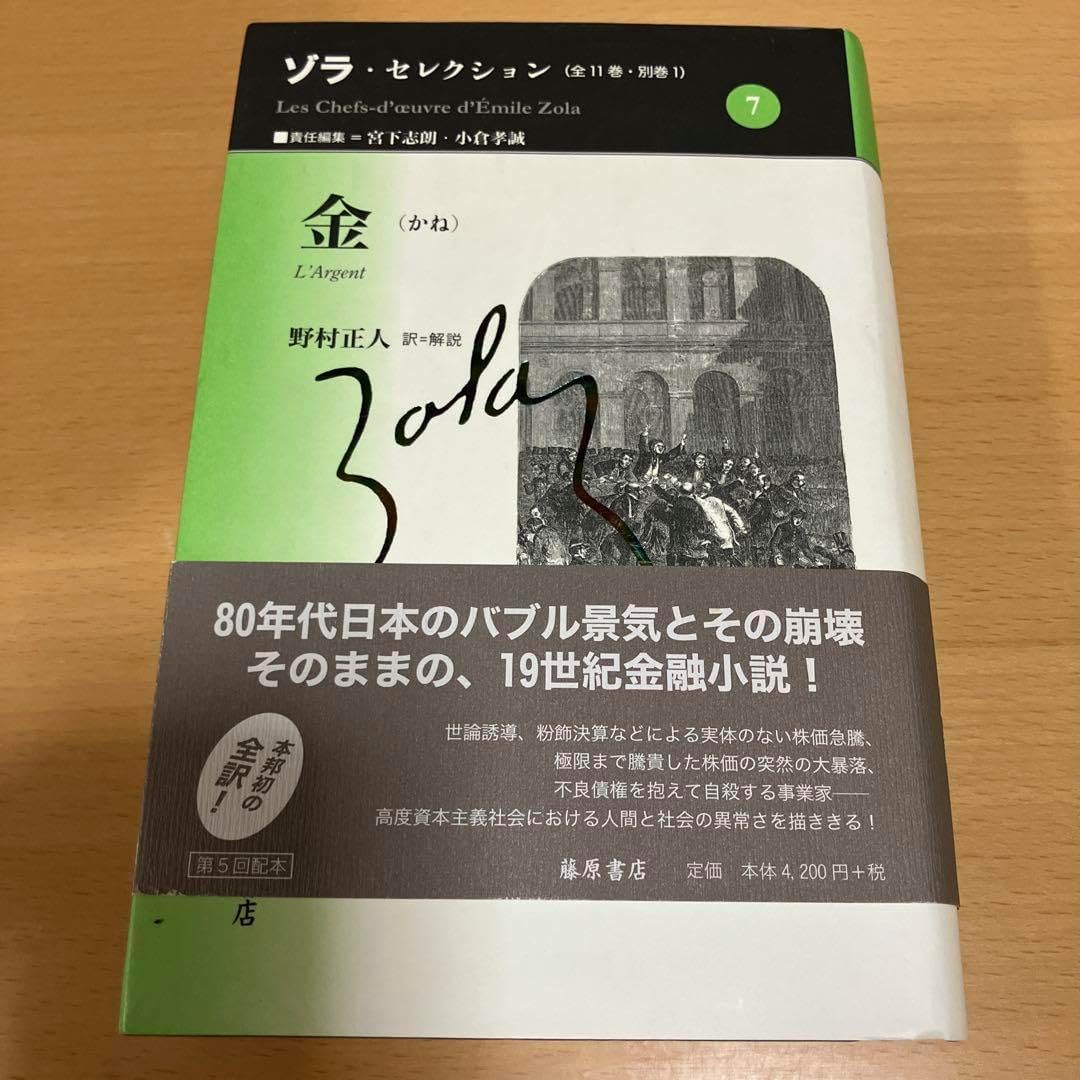 ゾラ・セレクション（全11巻・別巻1）
Les Chefs-d'œuvre d'Émile Zola
7
■責任編集＝宮下志朗・小倉孝誠
金（かね）
L'Argent
野村正人 訳=解説
Zola
80年代日本のバブル景気とその崩壊
そのままの、19世紀金融小説！
世論誘導、粉飾決算などによる実体のない株価急騰、
極限まで騰貴した株価の突然の大暴落、
不良債権を抱えて自殺する事業家──
高度資本主義社会における人間と社会の異常さを描ききる！
本邦初の
全訳！
第5回配本
藤原書店 定価 本体4,200円＋税
店